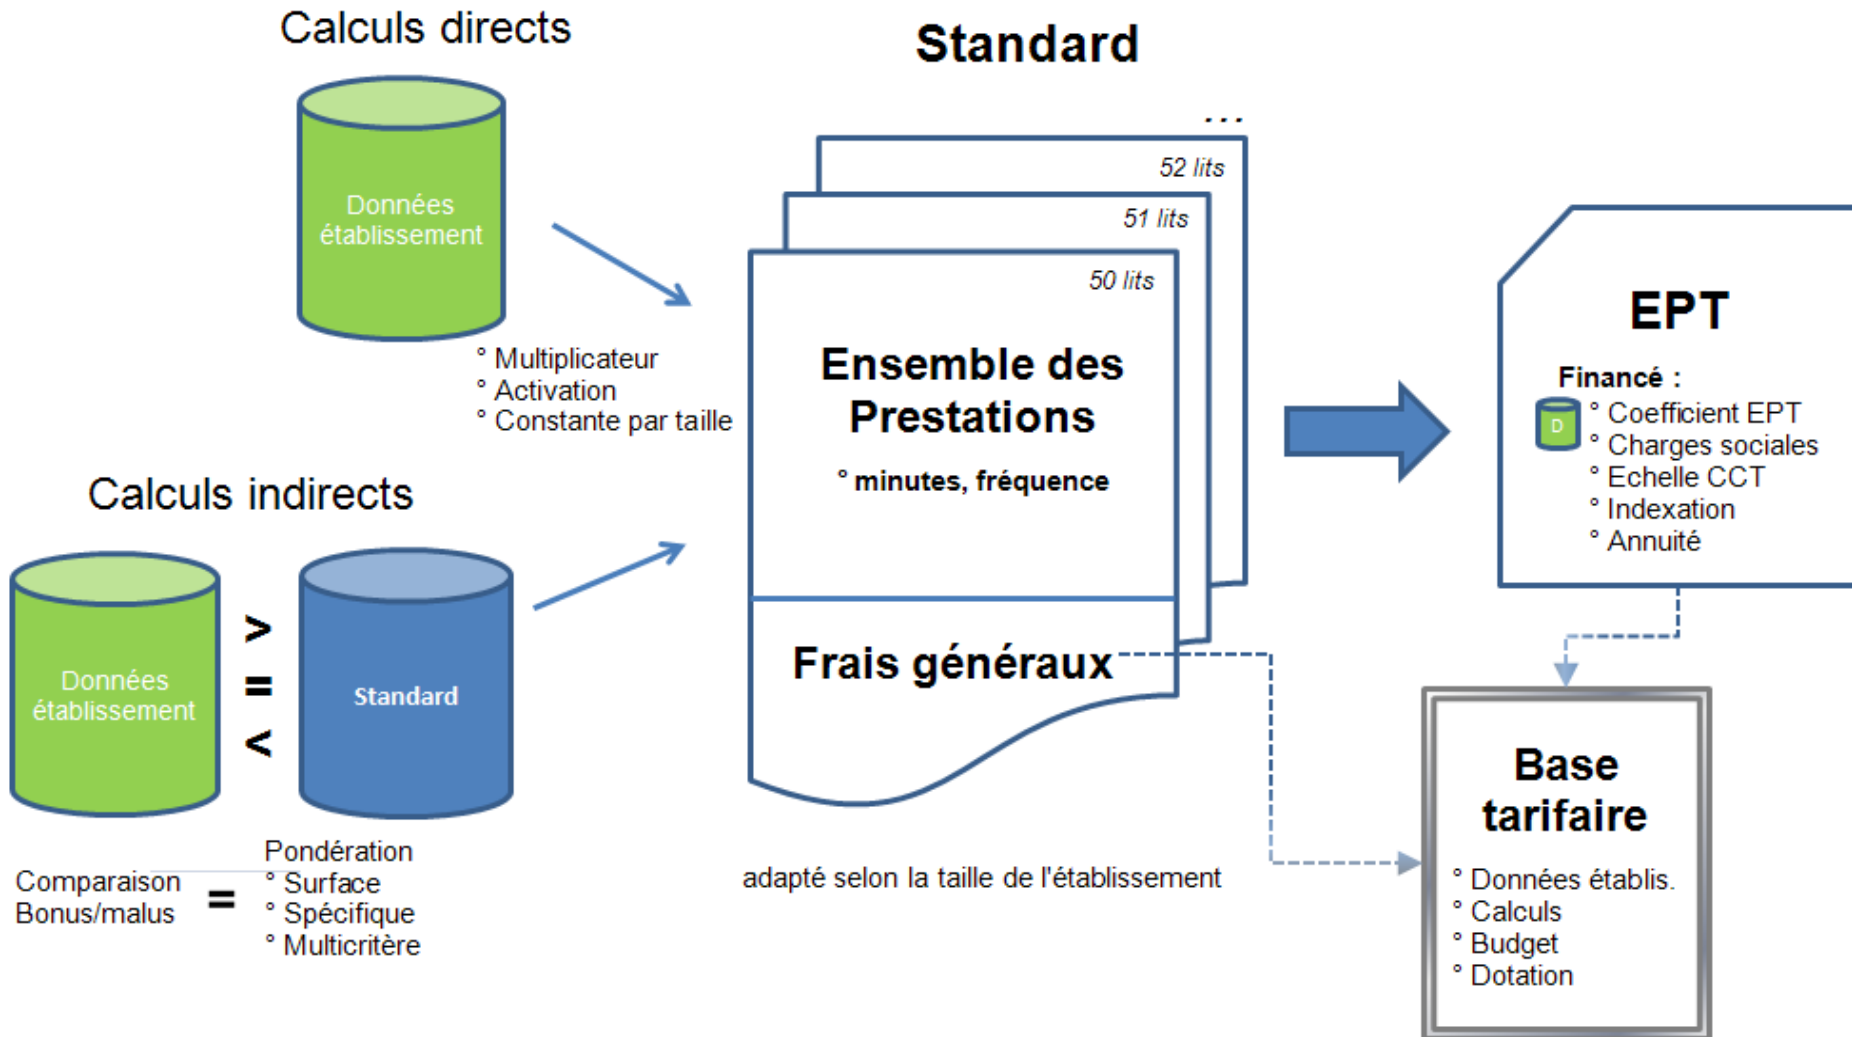 Calculs directs
Données
établissement
° Multiplicateur
° Activation
° Constante par taille
Calculs indirects
Données
établissement
>
=
<
Standard
Comparaison
Bonus/malus
=
Pondération
° Surface
° Spécifique
° Multicritère
Standard
...
52 lits
51 lits
50 lits
Ensemble des
Prestations
° minutes, fréquence
Frais généraux
adapté selon la taille de l'établissement
EPT
Financé :
D
° Coefficient EPT
° Charges sociales
° Echelle CCT
° Indexation
° Annuité
Base
tarifaire
° Données établis.
° Calculs
° Budget
° Dotation